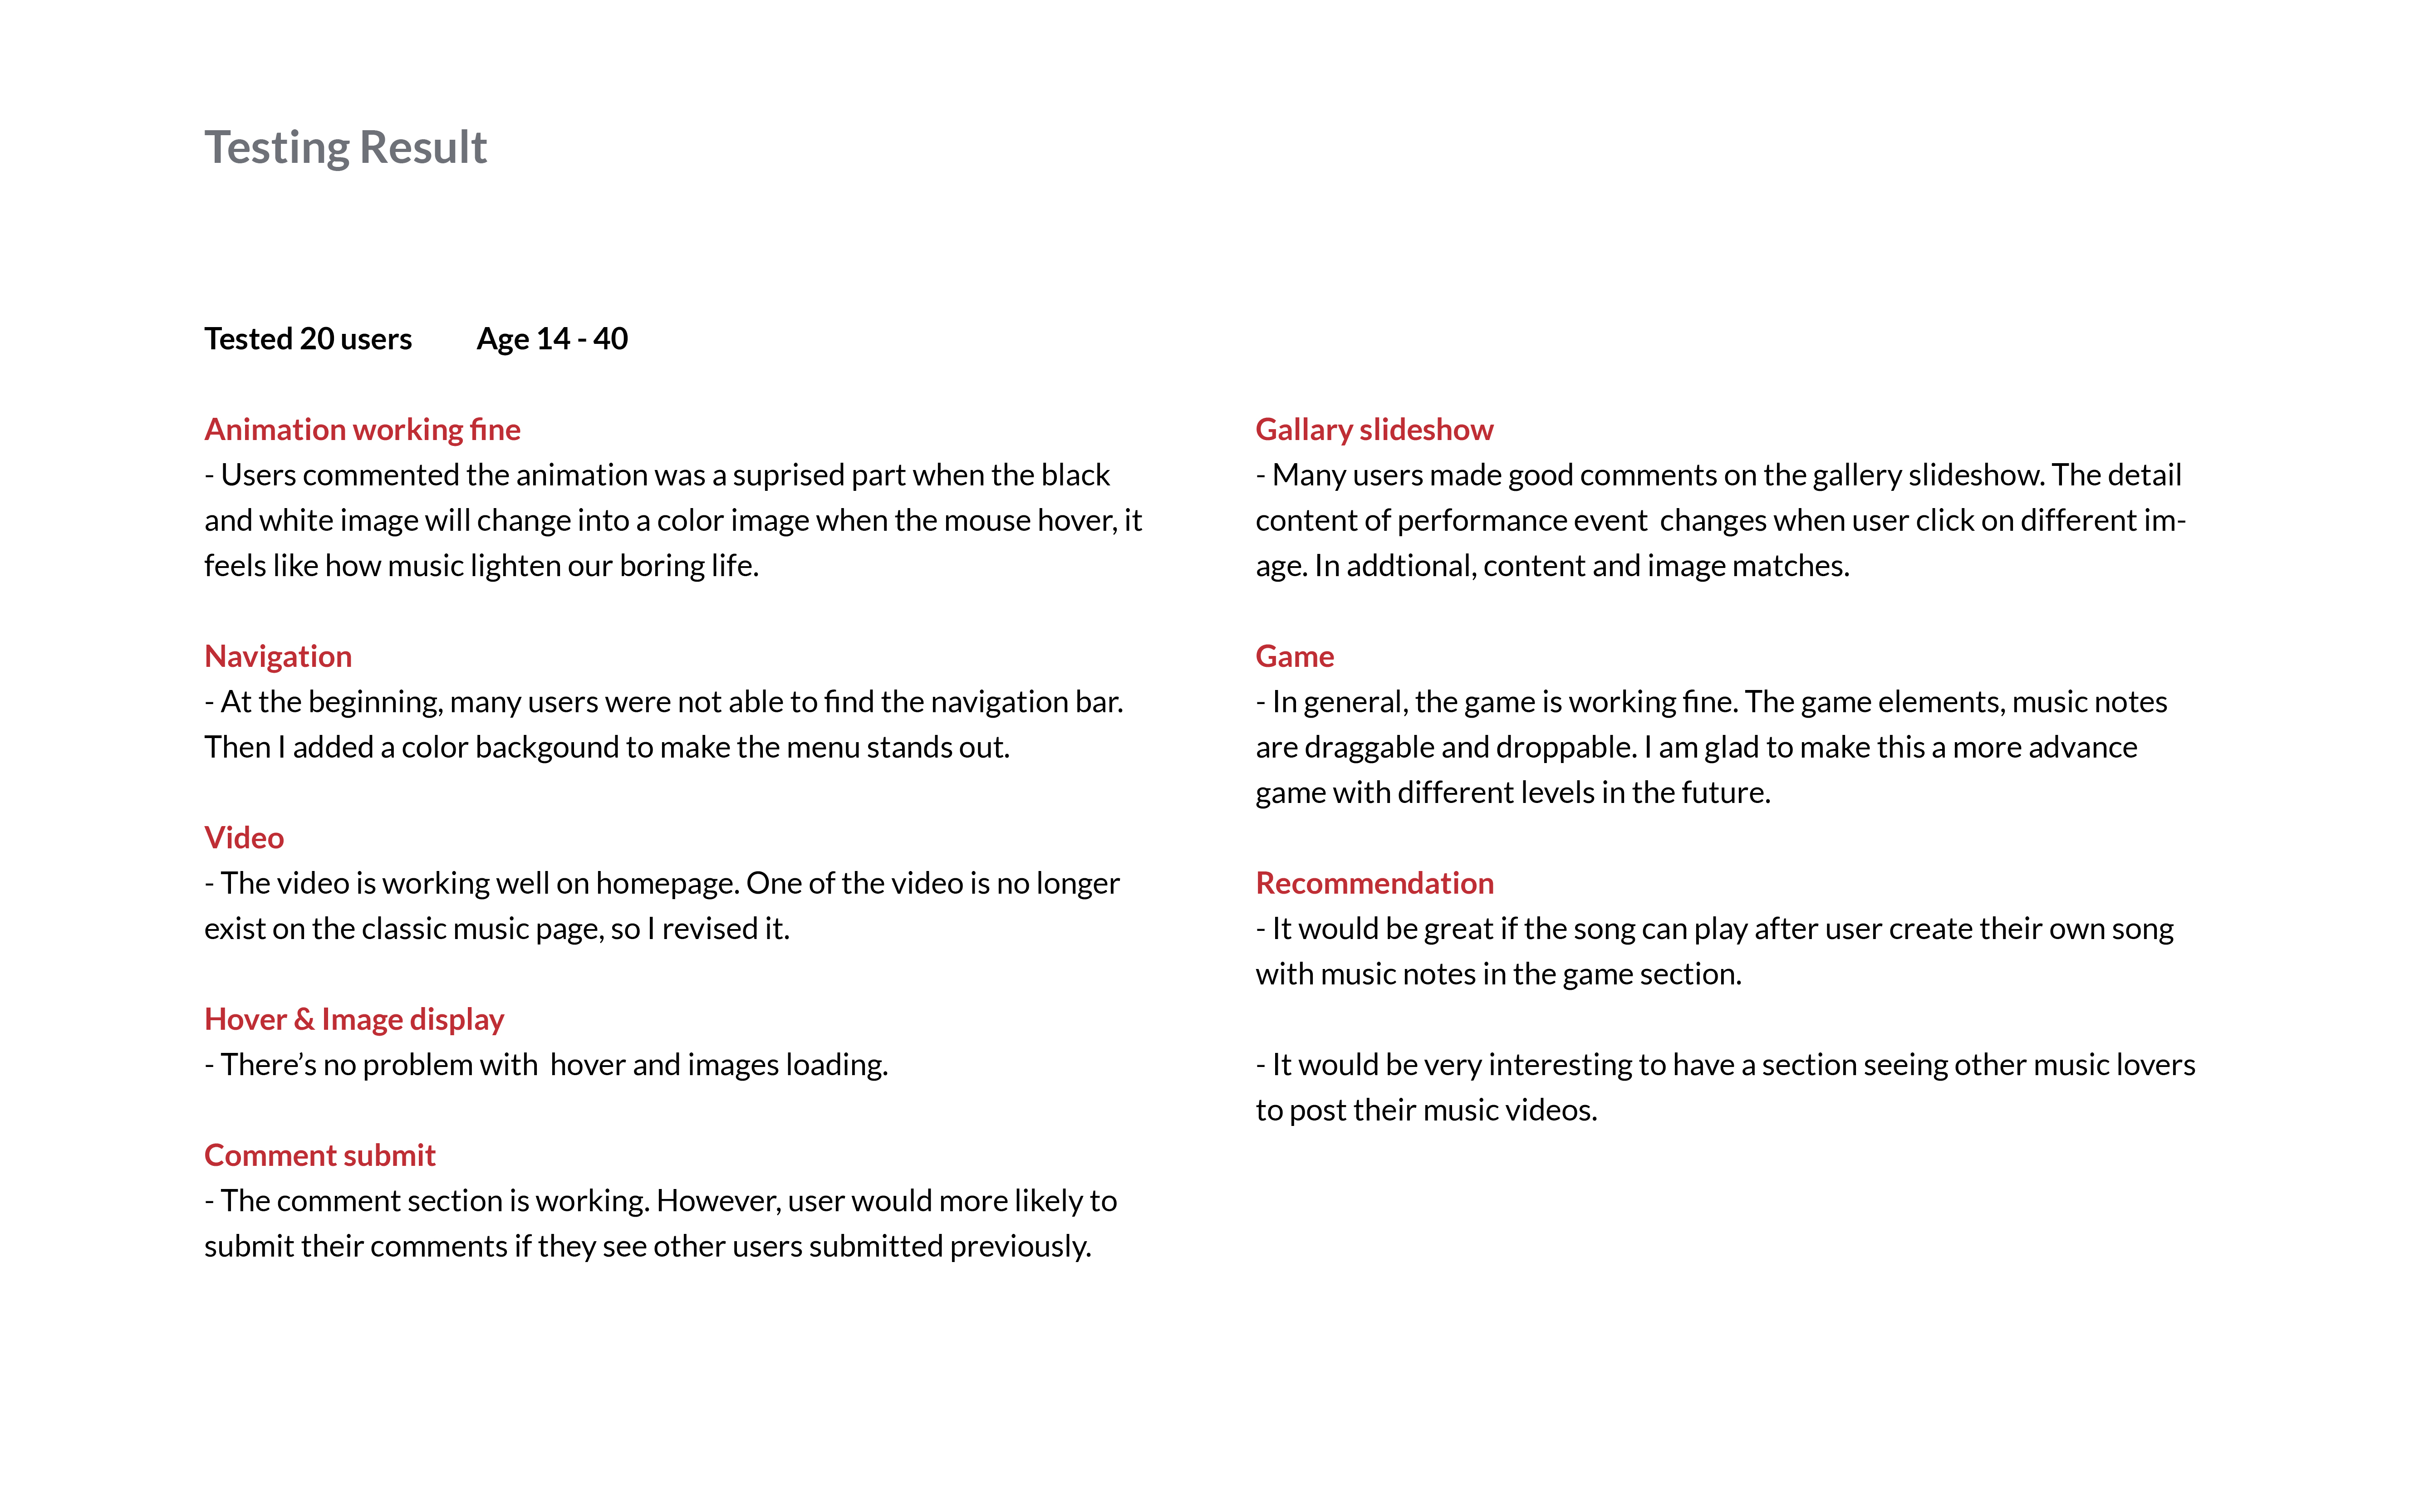 Testing Result
Tested 20 users Age 14 - 40
Animation working fine
- Users commented the animation was a suprised part when the black
and white image will change into a color image when the mouse hover, it
feels like how music lighten our boring life.
Navigation
- At the beginning, many users were not able to find the navigation bar.
Then I added a color backgound to make the menu stands out.
Video
- The video is working well on homepage. One of the video is no longer
exist on the classic music page, so I revised it.
Hover & Image display
- There’s no problem with  hover and images loading.
Comment submit
- The comment section is working. However, user would more likely to
submit their comments if they see other users submitted previously.
Gallary slideshow
- Many users made good comments on the gallery slideshow. The detail
content of performance event  changes when user click on different im-
age. In addtional, content and image matches.
Game
- In general, the game is working fine. The game elements, music notes
are draggable and droppable. I am glad to make this a more advance
game with different levels in the future.
Recommendation
- It would be great if the song can play after user create their own song
with music notes in the game section.
- It would be very interesting to have a section seeing other music lovers
to post their music videos.